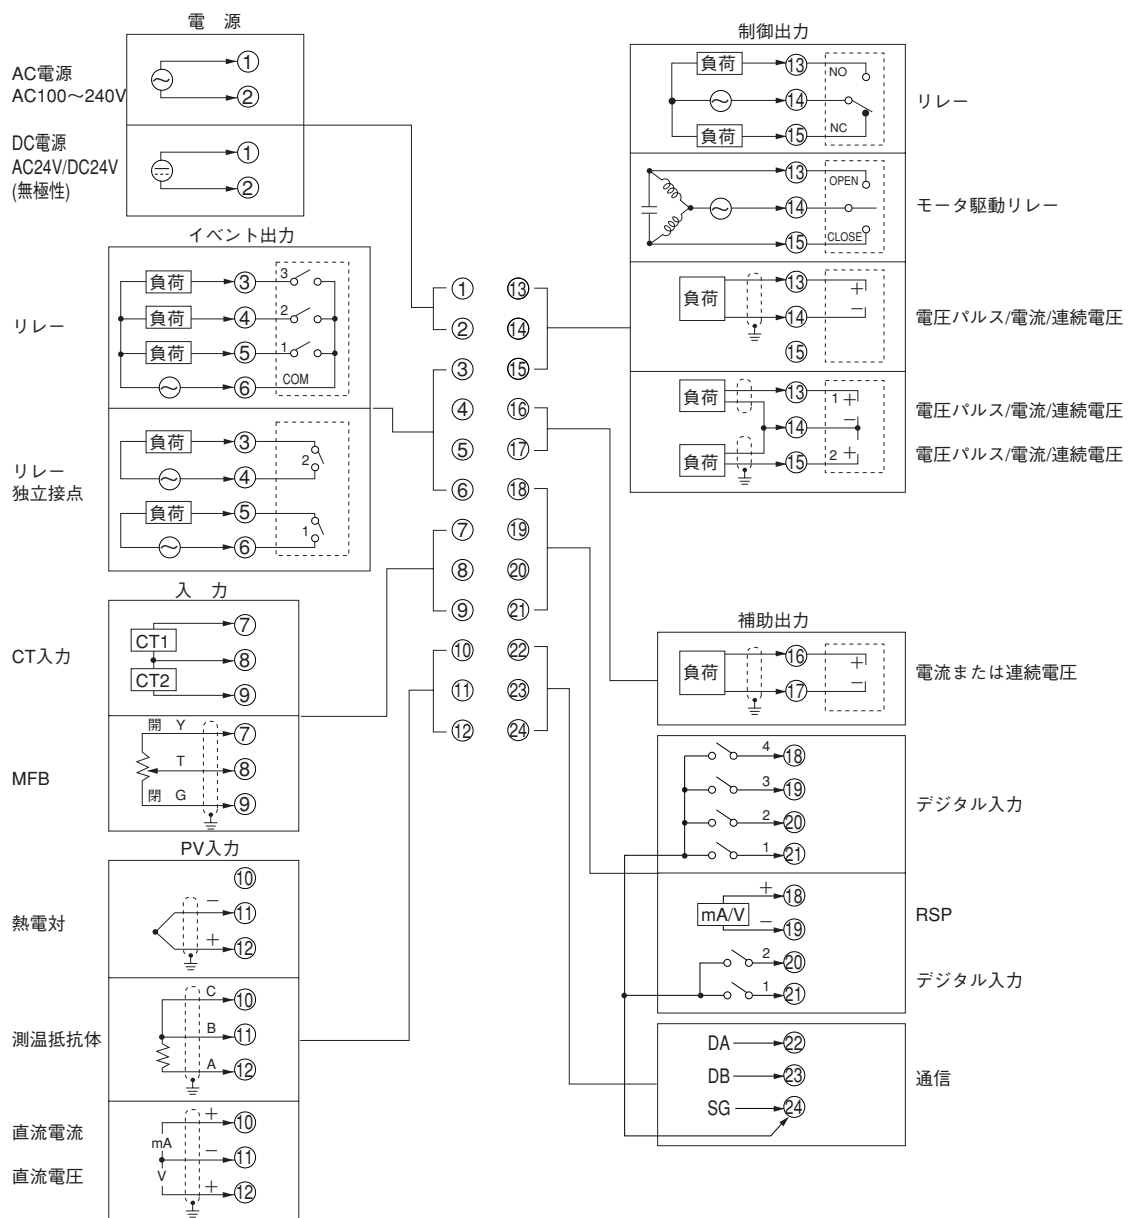 電 源
AC電源
AC100～240V
① 
②
DC電源
AC24V/DC24V
(無極性)
①
②
イベント出力
リレー
負荷 ③ 3
負荷 ④ 2
負荷 ⑤ 1
⑥ COM
リレー
独立接点
負荷 ③
④ 2
負荷 ⑤
⑥ 1
入 力
CT入力
CT1 ⑦
⑧
CT2 ⑨
MFB
開 Y ⑦
T ⑧
閉 G ⑨
PV入力
熱電対
⑩
− ⑪
+ ⑫
測温抵抗体
C ⑩
B ⑪
A ⑫
直流電流
直流電圧
+ ⑩
mA
− ⑪
V
+ ⑫
① ⑬
② ⑭
③ ⑮
④ ⑯
⑤ ⑰
⑥ ⑱
⑦ ⑲
⑧ ⑳
⑨ ㉑
⑩ ㉒
⑪ ㉓
⑫ ㉔
制御出力
負荷 ⑬ NO
⑭
負荷 ⑮ NC
リレー
⑬ OPEN
⑭
⑮ CLOSE
モータ駆動リレー
負荷 ⑬ +
⑭ −
⑮
電圧パルス/電流/連続電圧
負荷 ⑬ 1 +
⑭ −
負荷 ⑮ 2 +
電圧パルス/電流/連続電圧
電圧パルス/電流/連続電圧
補助出力
負荷 ⑯ +
⑰ −
電流または連続電圧
4 ⑱
3 ⑲
2 ⑳
1 ㉑
デジタル入力
mA/V + ⑱
− ⑲
RSP
2 ⑳
1 ㉑
デジタル入力
DA ㉒
DB ㉓
SG ㉔
通信